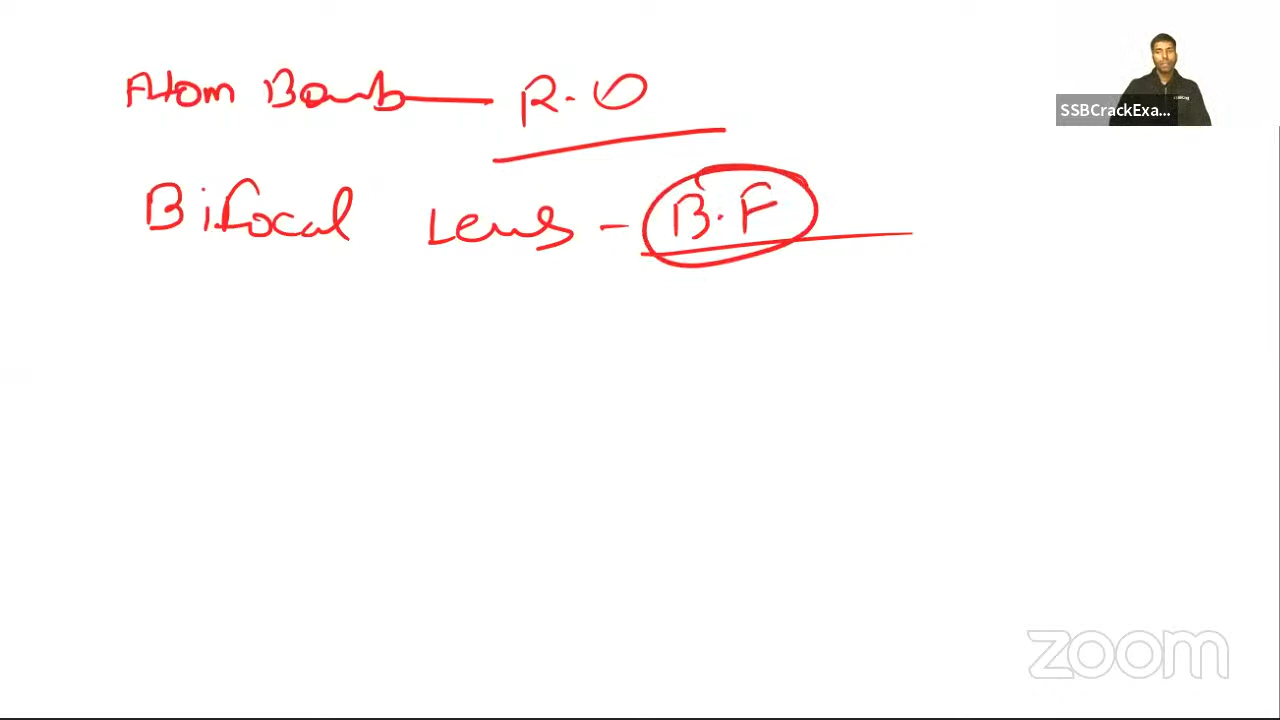 Atom Bomb — R.O
Bifocal Lens - B.F
SSBCrackExa...
zoom